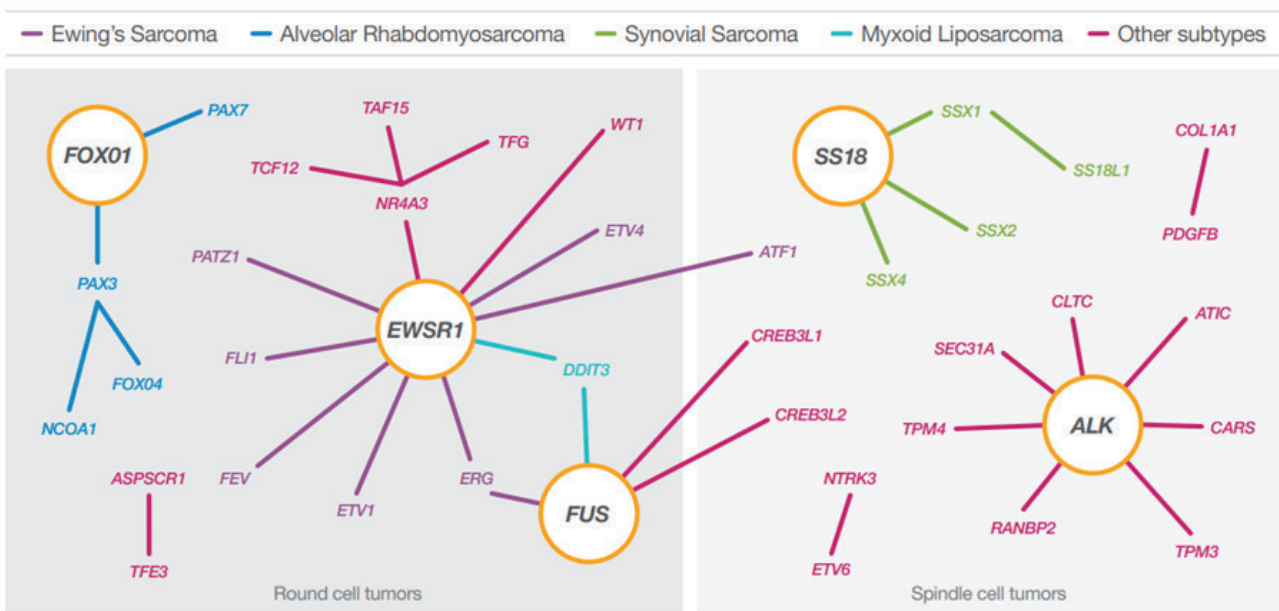 Ewing's Sarcoma Alveolar Rhabdomyosarcoma Synovial Sarcoma Myxoid Liposarcoma Other subtypes
PAX7
FOX01
PAX3
FOX04
NCOA1
ASPSCR1
TFE3
TAF15
TCF12
TFG
NR4A3
WT1
PATZ1
ETV4
ATF1
EWSR1
FLI1
DDIT3
FEV
ETV1
ERG
FUS
CREB3L1
CREB3L2
Round cell tumors
SS18
SSX1
SS18L1
SSX2
SSX4
COL1A1
PDGFB
CLTC
ATIC
SEC31A
TPM4
ALK
CARS
RANBP2
TPM3
NTRK3
ETV6
Spindle cell tumors